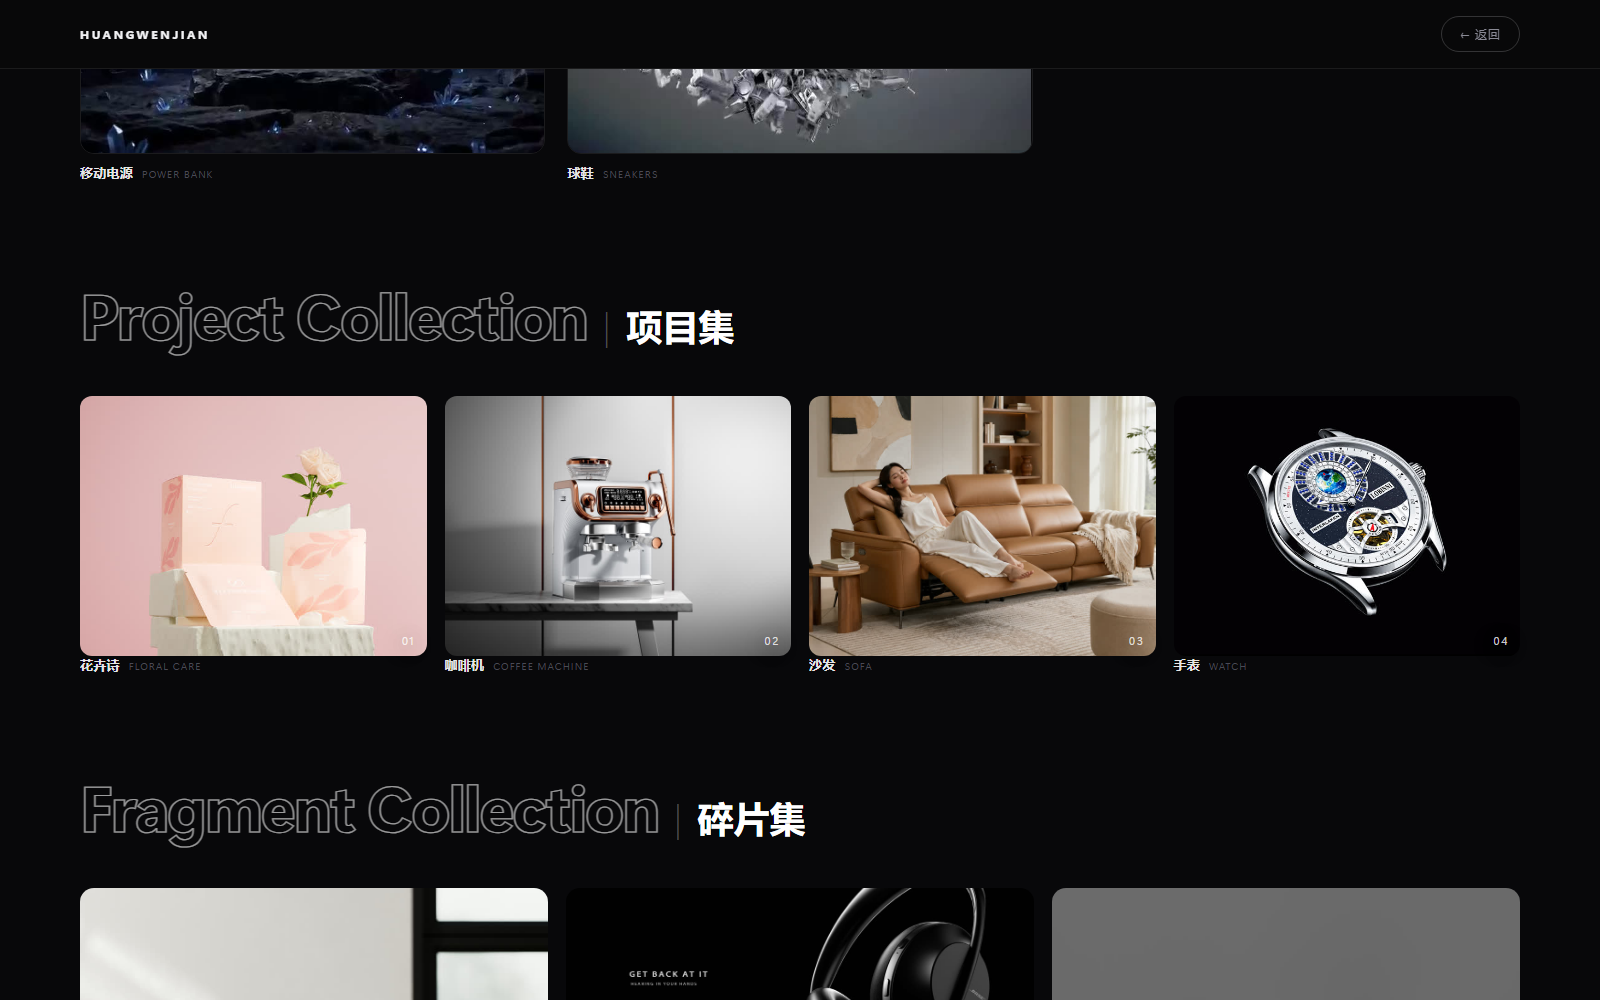 HUANGWENJIAN
← 返回
移动电源 POWER BANK
球鞋 SNEAKERS
Project Collection | 项目集
01
02
03
04
花卉诗 FLORAL CARE
咖啡机 COFFEE MACHINE
沙发 SOFA
手表 WATCH
Fragment Collection | 碎片集
GET BACK AT IT